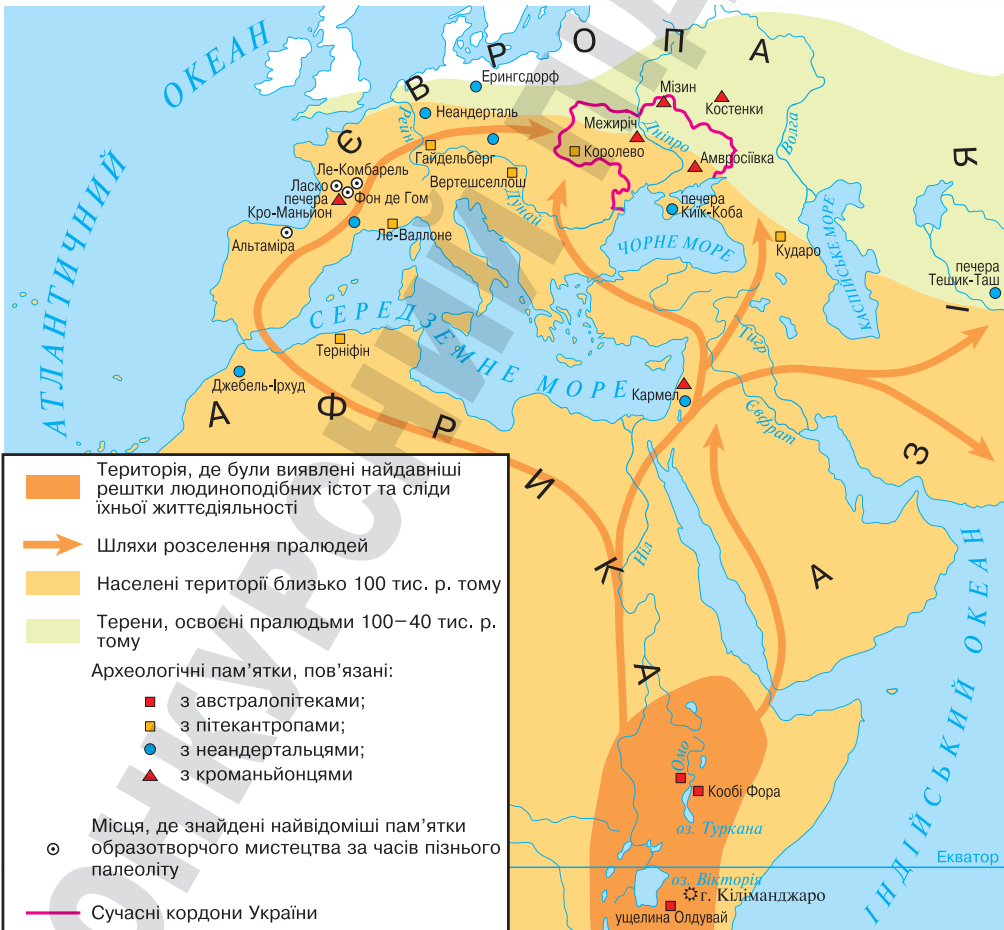 ОКЕАН
АТЛАНТИЧНИЙ
ЄВРОПА
Ерингсдорф
Неандерталь
Рейн
Гайдельберг
Вертешселлош
Дунай
Мізин
Костенки
Межиріч
Дніпро
Королево
Амвросіївка
Волга
печера
Киїк-Коба
Ле-Комбарель
Ласко
печера
Фон де Гом
Кро-Маньйон
Альтаміра
Ле-Валлоне
ЧОРНЕ МОРЕ
Кударо
КАСПІЙСЬКЕ МОРЕ
печера
Тешик-Таш
АЗІЯ
СЕРЕДЗЕМНЕ МОРЕ
Терніфін
Джебель-Ірхуд
Кармел
Тигр
Євфрат
АФРИКА
Ніл
Омо
Кообі Фора
оз. Туркана
Екватор
оз. Вікторія
г. Кіліманджаро
ущелина Олдувай
ІНДІЙСЬКИЙ ОКЕАН
Територія, де були виявлені найдавніші
рештки людиноподібних істот та сліди
їхньої життєдіяльності
Шляхи розселення пралюдей
Населені території близько 100 тис. р. тому
Терени, освоєні пралюдьми 100–40 тис. р.
тому
Археологічні пам'ятки, пов'язані:
з австралопітеками;
з пітекантропами;
з неандертальцями;
з кроманьйонцями
Місця, де знайдені найвідоміші пам'ятки
образотворчого мистецтва за часів пізнього
палеоліту
Сучасні кордони України